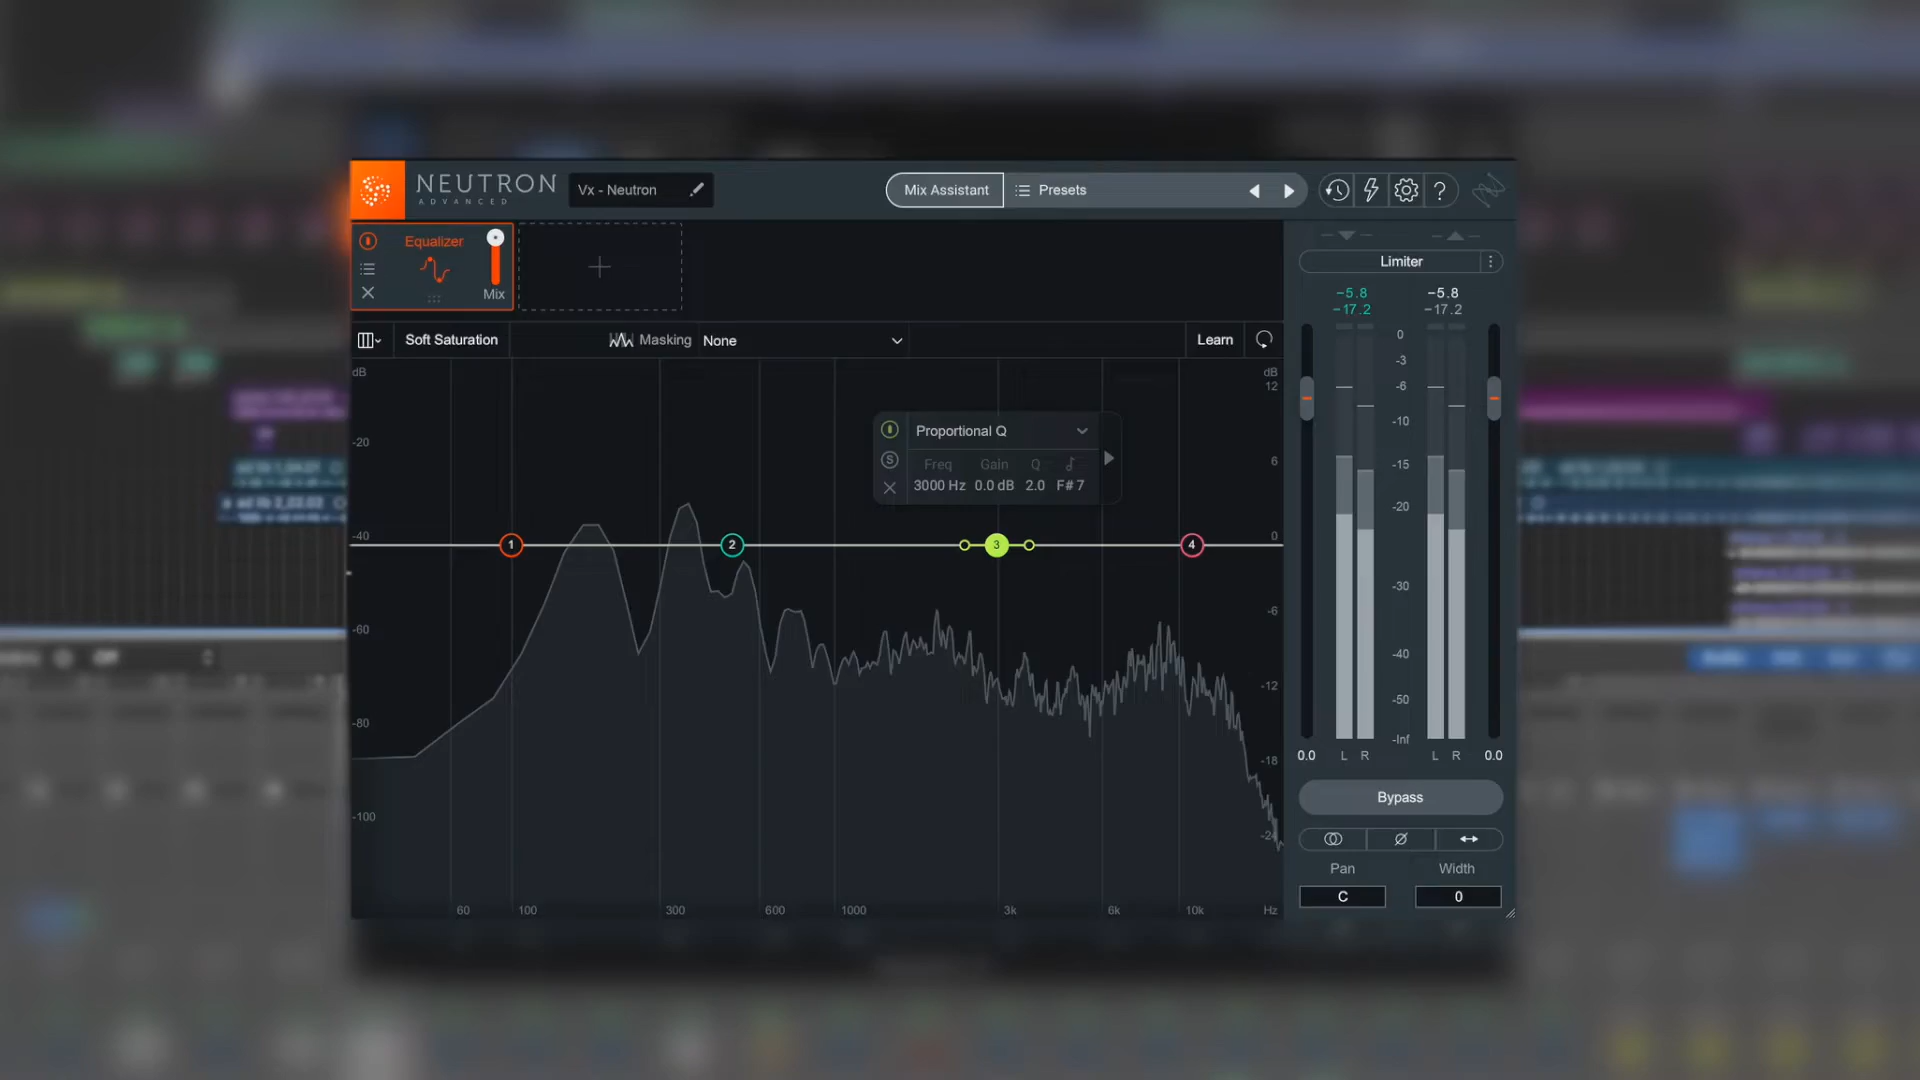 NEUTRON
ADVANCED
Vx - Neutron
Mix Assistant
Presets
?
Equalizer
Mix
Limiter
-5.8 -5.8
-17.2 -17.2
Soft Saturation
Masking None
Learn
dB
-20
-40
-60
-80
-100
Proportional Q
S
Freq Gain Q
3000 Hz 0.0 dB 2.0 F# 7
1 2 3 4
dB
12
6
0
-6
-12
-18
-24
60 100 300 600 1000 3k 6k 10k Hz
0
-3
-6
-10
-15
-20
-30
-40
-50
-Inf
0.0 L R L R 0.0
Bypass
Pan Width
C 0